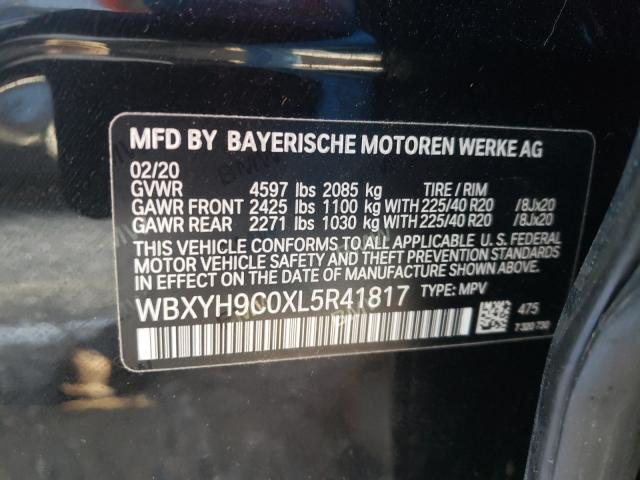 MFD BY BAYERISCHE MOTOREN WERKE AG
02/20
GVWR 4597 lbs 2085 kg TIRE / RIM
GAWR FRONT 2425 lbs 1100 kg WITH 225/40 R20 /8Jx20
GAWR REAR 2271 lbs 1030 kg WITH 225/40 R20 /8Jx20
THIS VEHICLE CONFORMS TO ALL APPLICABLE U.S. FEDERAL
MOTOR VEHICLE SAFETY AND THEFT PREVENTION STANDARDS
IN EFFECT ON THE DATE OF MANUFACTURE SHOWN ABOVE.
WBXYH9C0XL5R41817 TYPE: MPV
475
7 320 730